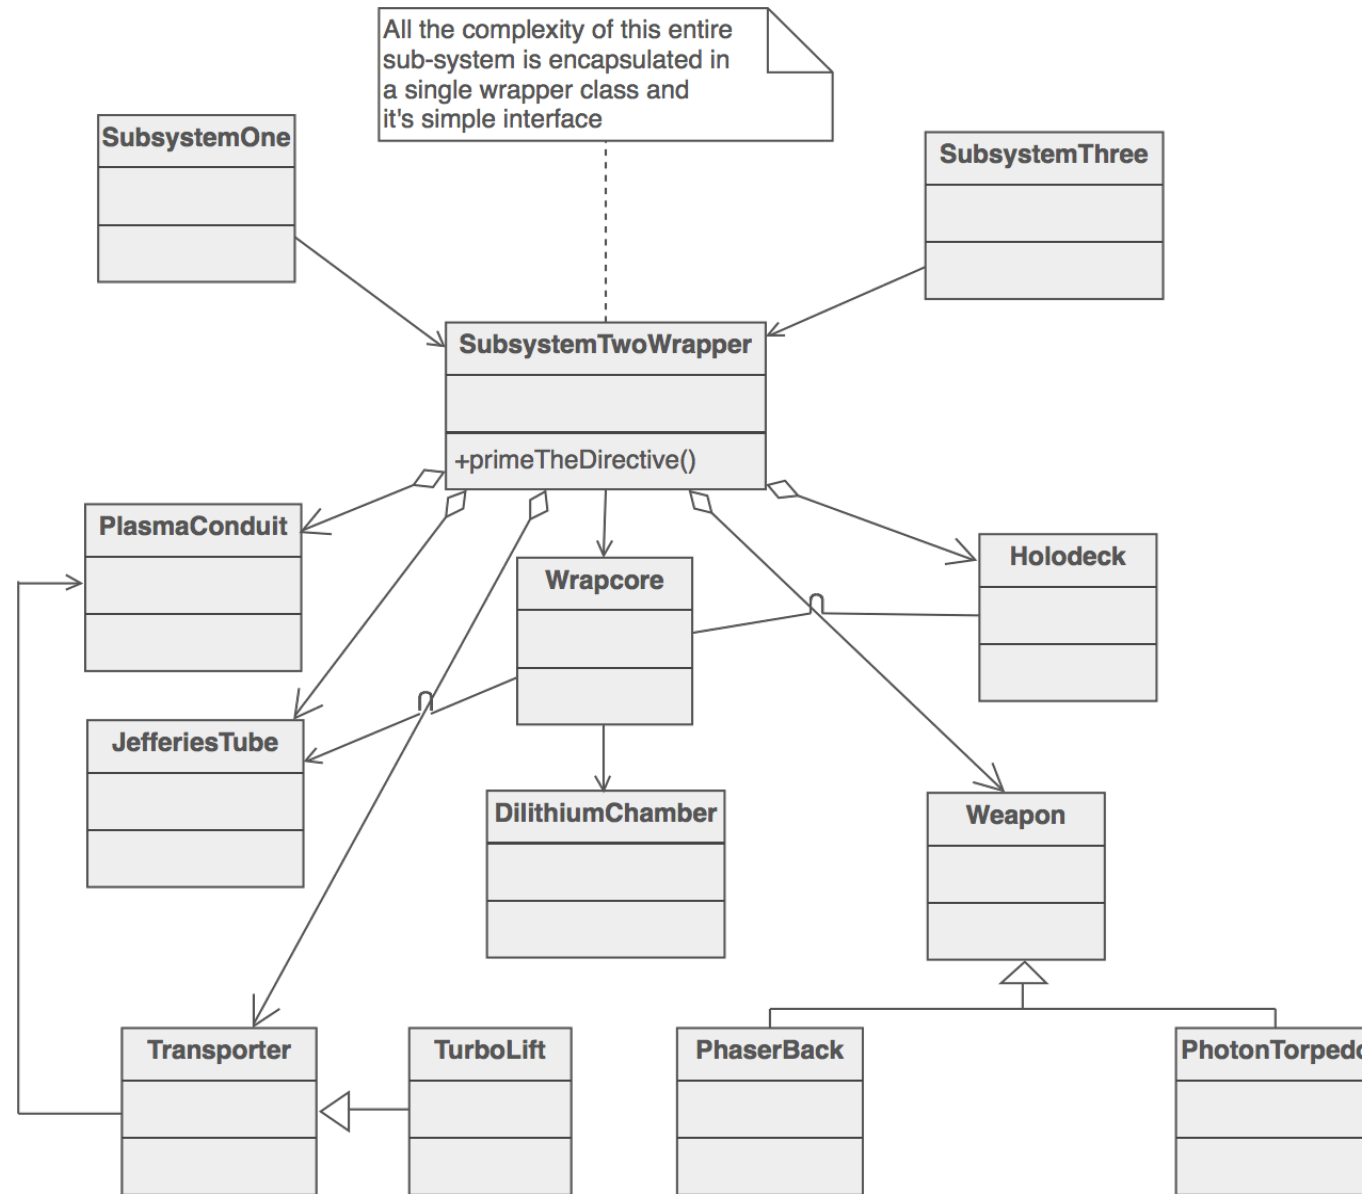 All the complexity of this entire
sub-system is encapsulated in
a single wrapper class and
it's simple interface
SubsystemOne
SubsystemThree
SubsystemTwoWrapper
+primeTheDirective()
PlasmaConduit
Wrapcore
Holodeck
JefferiesTube
DilithiumChamber
Weapon
Transporter
TurboLift
PhaserBack
PhotonTorpedo